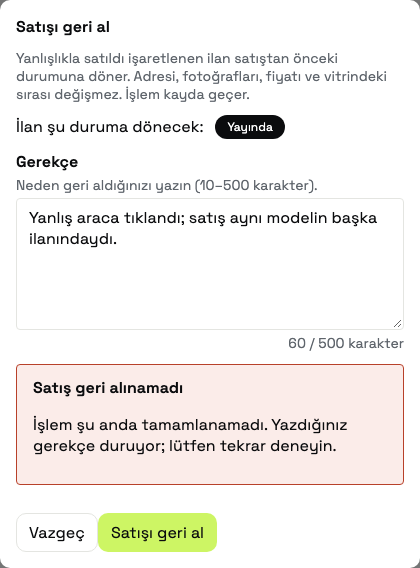 Satışı geri al
Yanlışlıkla satıldı işaretlenen ilan satıştan önceki
durumuna döner. Adresi, fotoğrafları, fiyatı ve vitrindeki
sırası değişmez. İşlem kayda geçer.
İlan şu duruma dönecek: Yayında
Gerekçe
Neden geri aldığınızı yazın (10–500 karakter).
Yanlış araca tıklandı; satış aynı modelin başka
ilanındaydı.
60 / 500 karakter
Satış geri alınamadı
İşlem şu anda tamamlanamadı. Yazdığınız
gerekçe duruyor; lütfen tekrar deneyin.
Vazgeç Satışı geri al